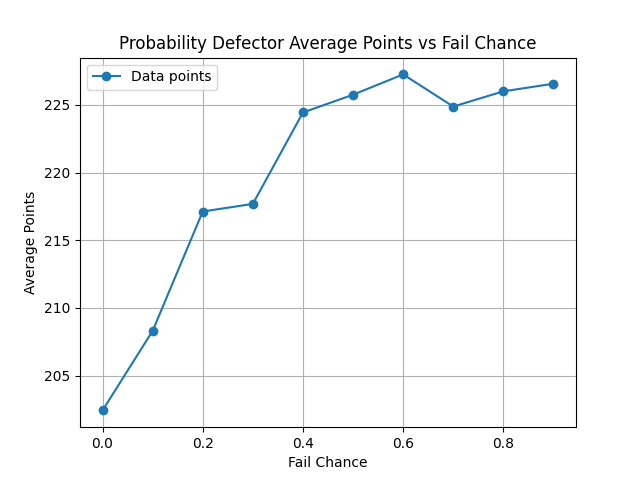 Probability Defector Average Points vs Fail Chance
Data points
225
220
215
210
205
Average Points
0.0 0.2 0.4 0.6 0.8
Fail Chance